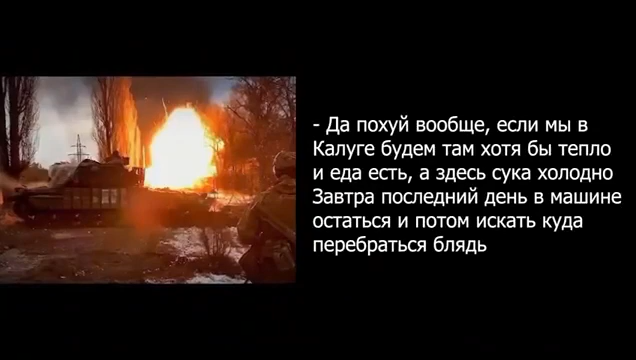 - Да похуй вообще, если мы в
Калуге будем там хотя бы тепло
и еда есть, а здесь сука холодно
Завтра последний день в машине
остаться и потом искать куда
перебраться блядь